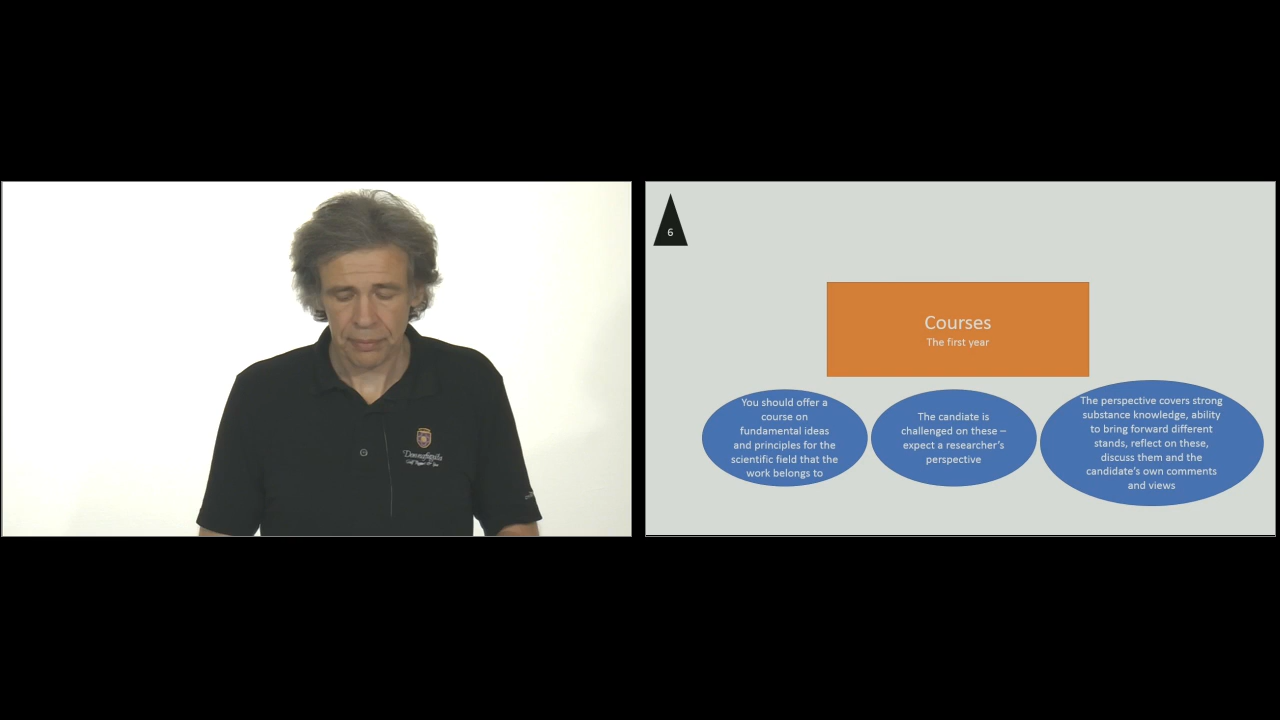 6
Courses
The first year
You should offer a
course on
fundamental ideas
and principles for the
scientific field that the
work belongs to
The candiate is
challenged on these –
expect a researcher's
perspective
The perspective covers strong
substance knowledge, ability
to bring forward different
stands, reflect on these,
discuss them and the
candidate's own comments
and views